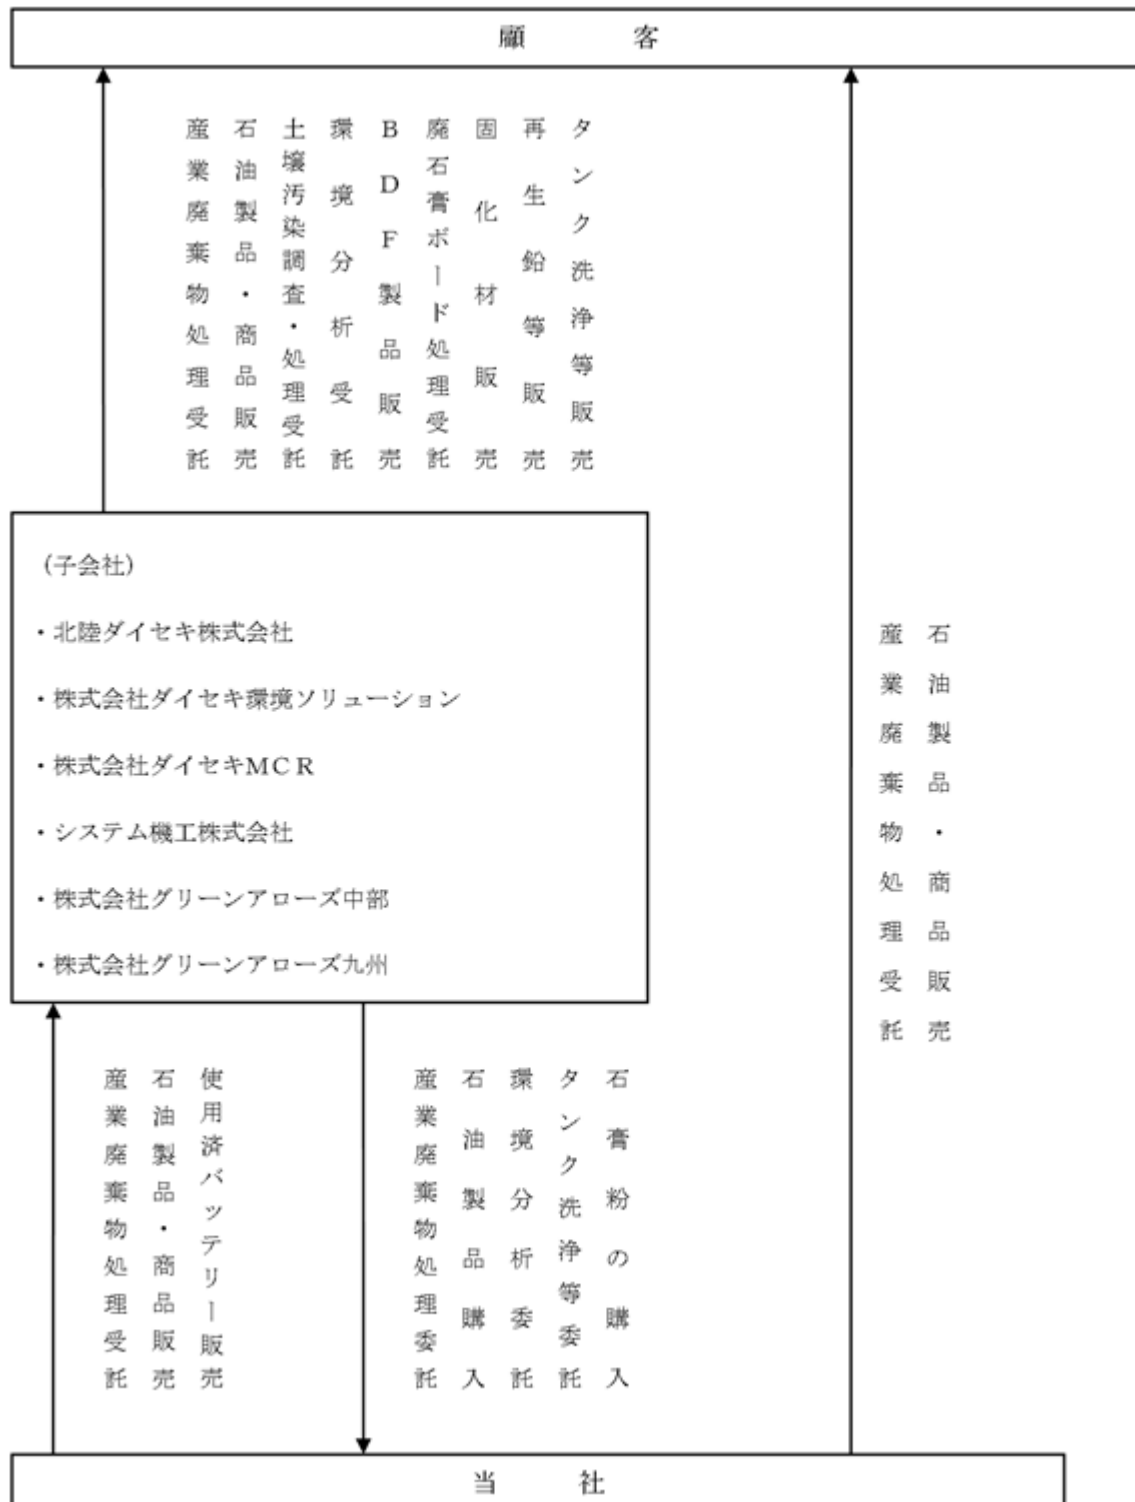 顧客
産業廃棄物処理受託
石油製品・商品販売
土壌汚染調査・処理受託
環境分析受託
BDF製品販売
廃石膏ボード処理受託
固化材販売
再生鉛等販売
タンク洗浄等販売
(子会社)
・北陸ダイセキ株式会社
・株式会社ダイセキ環境ソリューション
・株式会社ダイセキMCR
・システム機工株式会社
・株式会社グリーンアローズ中部
・株式会社グリーンアローズ九州
産業廃棄物処理受託
石油製品・商品販売
産業廃棄物処理受託
石油製品・商品販売
使用済バッテリー販売
産業廃棄物処理委託
石油製品購入
環境分析委託
タンク洗浄等委託
石膏粉の購入
当社